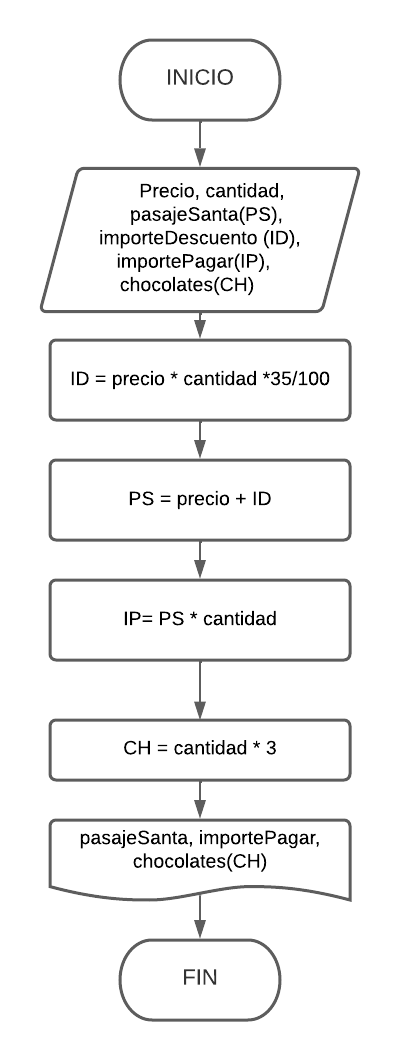 INICIO
Precio, cantidad,
pasajeSanta(PS),
importeDescuento (ID),
importePagar(IP),
chocolates(CH)
ID = precio * cantidad *35/100
PS = precio + ID
IP= PS * cantidad
CH = cantidad * 3
pasajeSanta, importePagar,
chocolates(CH)
FIN